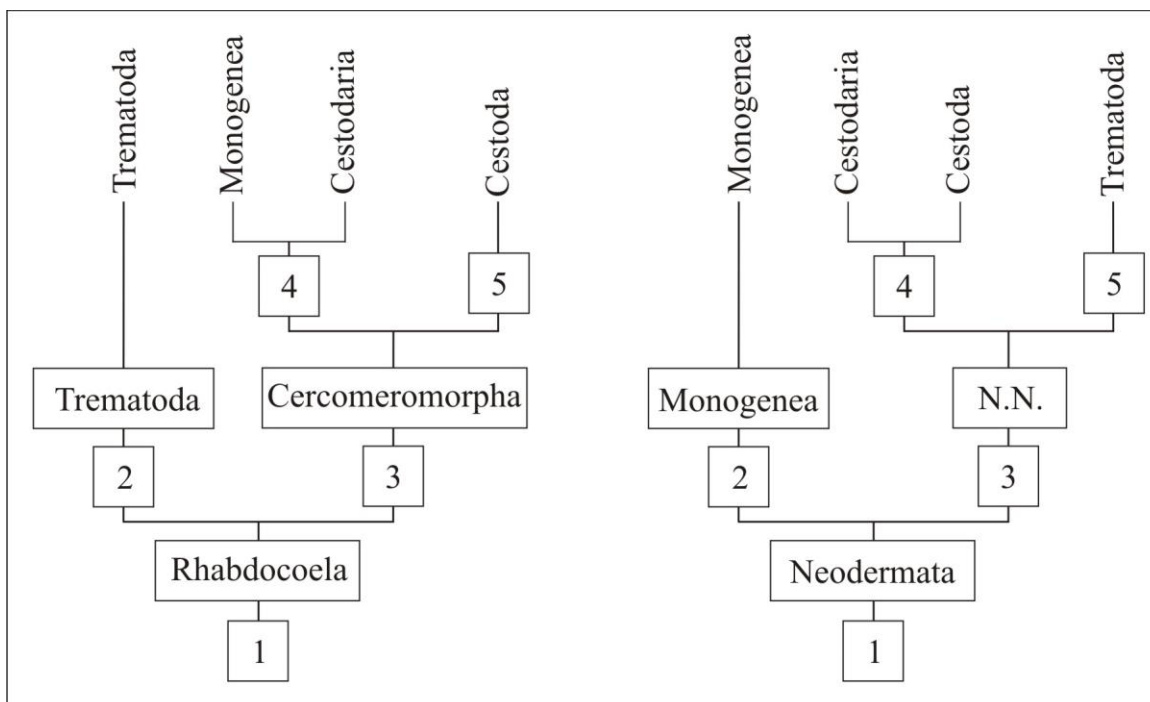 Trematoda
Monogenea
Cestodaria
Cestoda
4
5
Trematoda
Cercomeromorpha
2
3
Rhabdocoela
1
Monogenea
Cestodaria
Cestoda
Trematoda
4
5
Monogenea
N.N.
2
3
Neodermata
1